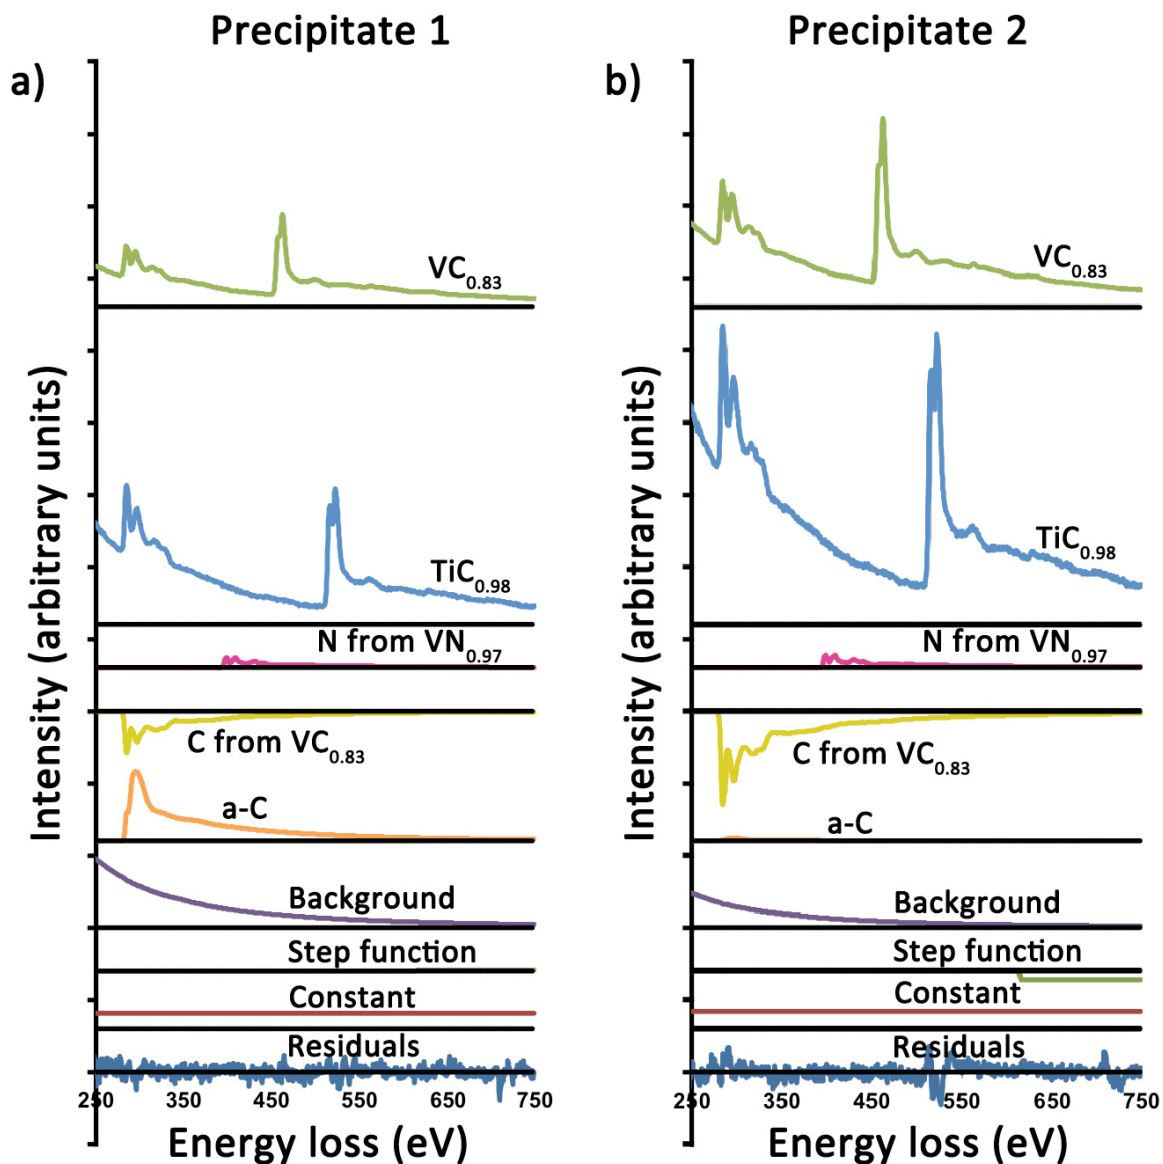 Precipitate 1
a)
VC0.83
TiC0.98
N from VN0.97
C from VC0.83
a-C
Background
Step function
Constant
Residuals
250 350 450 550 650 750
Energy loss (eV)
Intensity (arbitrary units)
Precipitate 2
b)
VC0.83
TiC0.98
N from VN0.97
C from VC0.83
a-C
Background
Step function
Constant
Residuals
250 350 450 550 650 750
Energy loss (eV)
Intensity (arbitrary units)